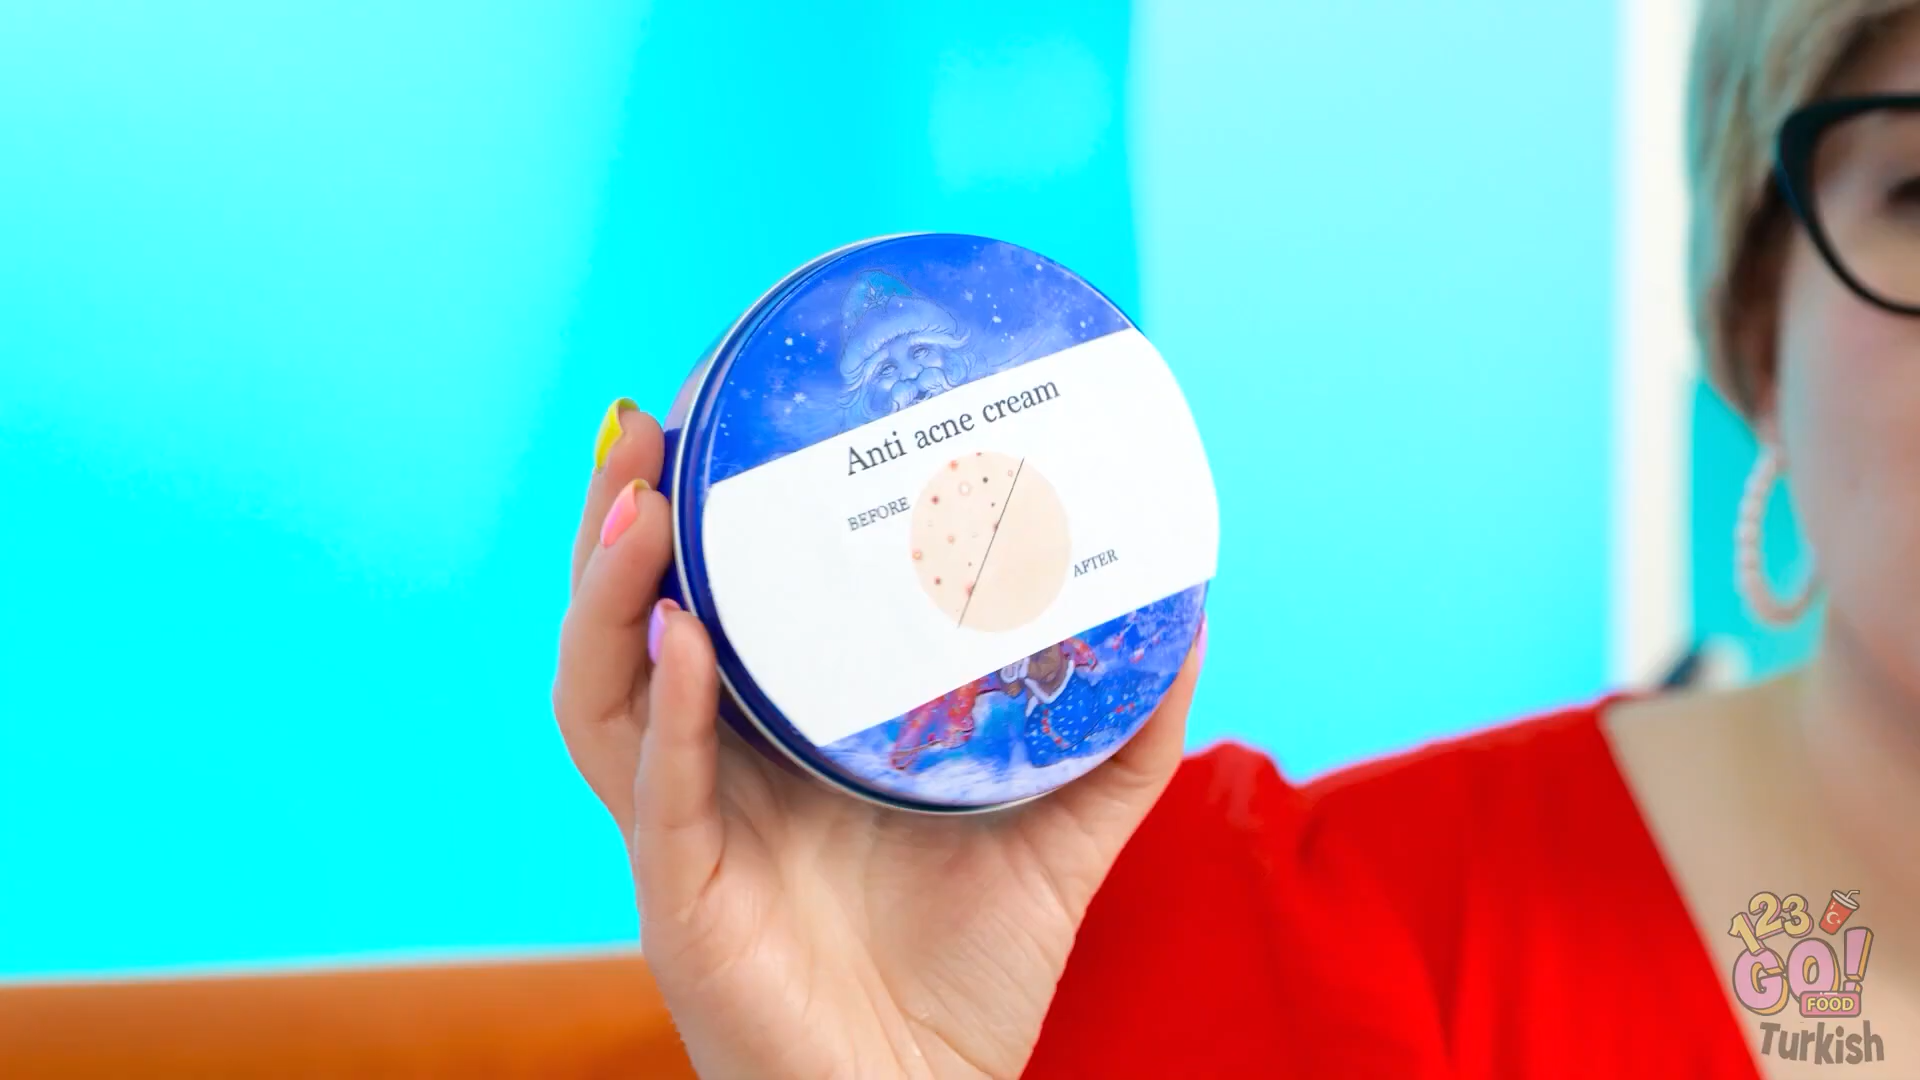 Anti acne cream
BEFORE
AFTER
123
GO!
FOOD
Turkish